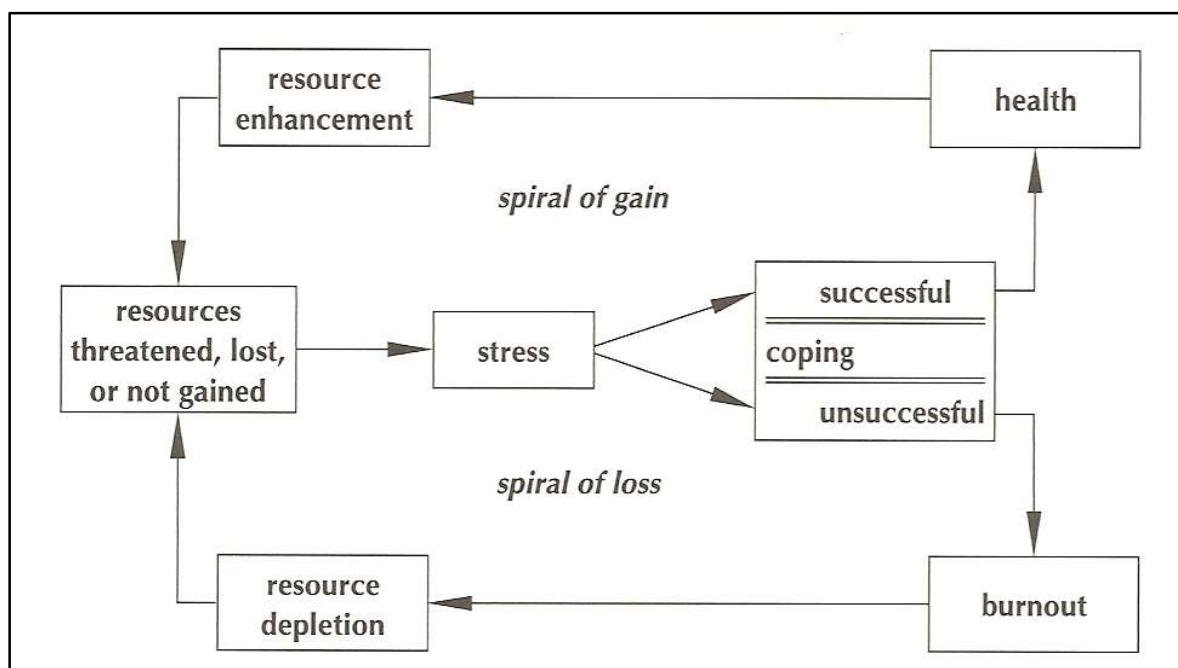 resource
enhancement
health
spiral of gain
resources
threatened, lost,
or not gained
stress
successful
coping
unsuccessful
spiral of loss
resource
depletion
burnout